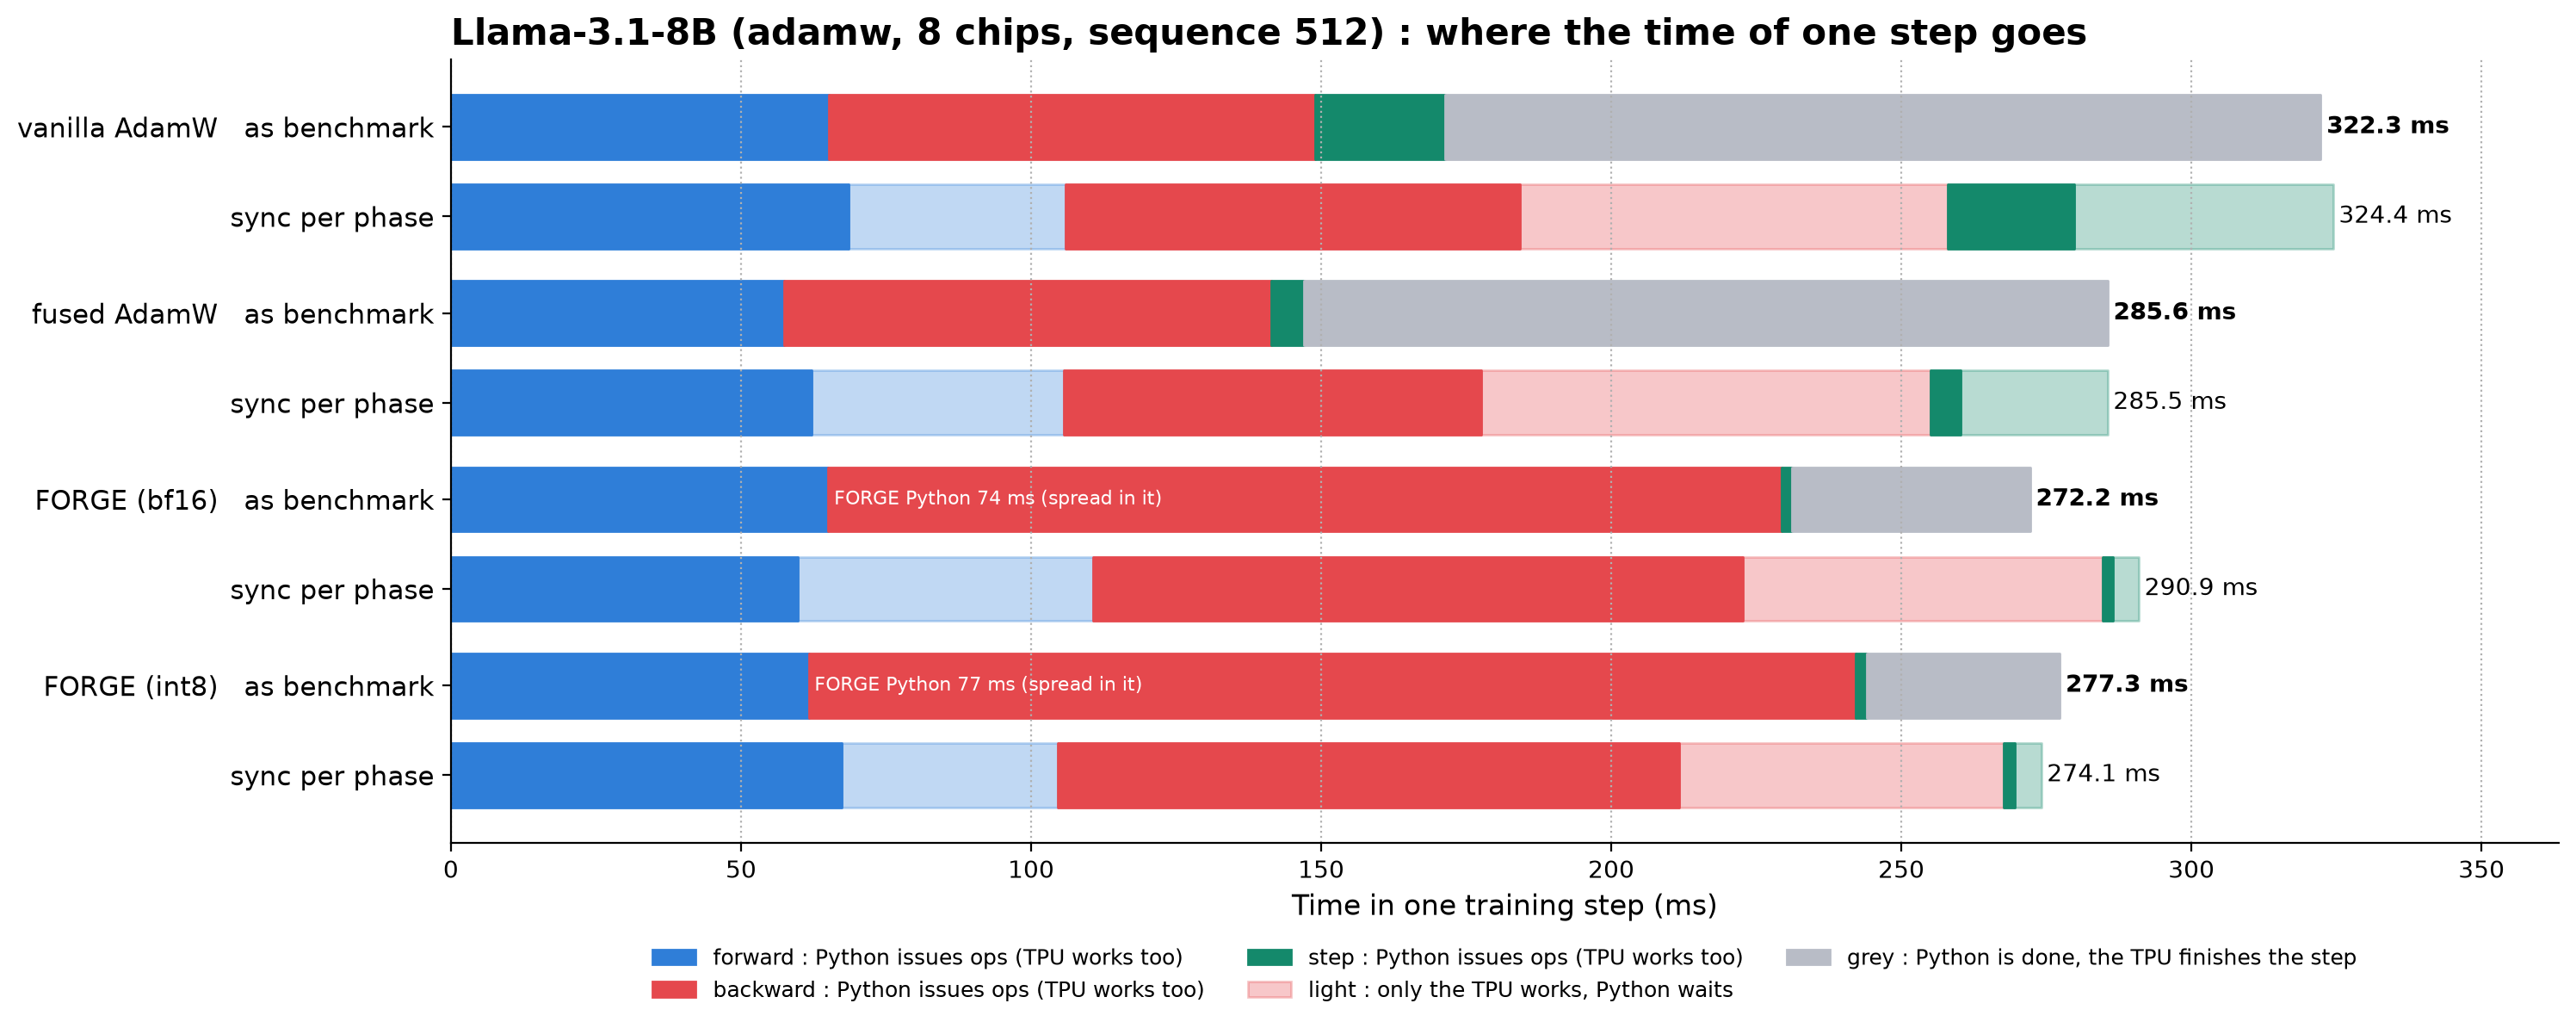 Llama-3.1-8B (adamw, 8 chips, sequence 512) : where the time of one step goes
vanilla AdamW as benchmark 322.3 ms
sync per phase 324.4 ms
fused AdamW as benchmark 285.6 ms
sync per phase 285.5 ms
FORGE (bf16) as benchmark FORGE Python 74 ms (spread in it) 272.2 ms
sync per phase 290.9 ms
FORGE (int8) as benchmark FORGE Python 77 ms (spread in it) 277.3 ms
sync per phase 274.1 ms
0 50 100 150 200 250 300 350
Time in one training step (ms)
forward : Python issues ops (TPU works too)
backward : Python issues ops (TPU works too)
step : Python issues ops (TPU works too)
light : only the TPU works, Python waits
grey : Python is done, the TPU finishes the step